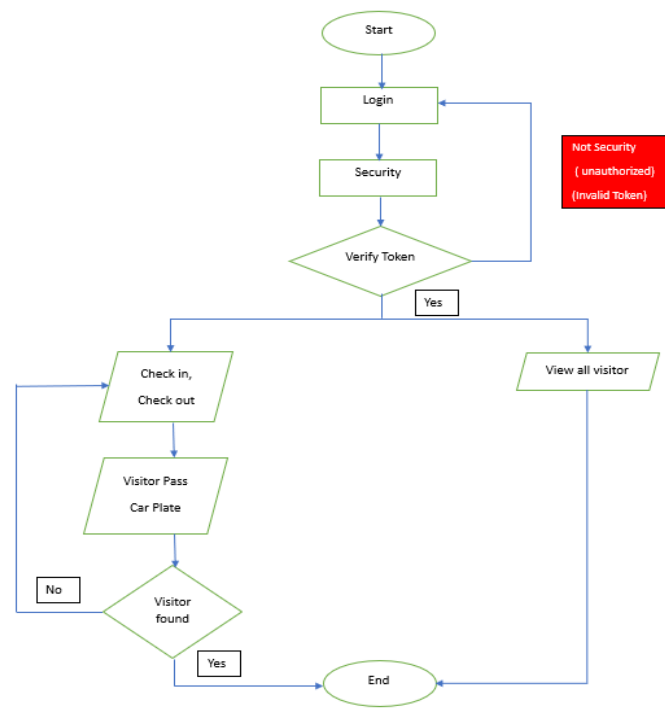 Start
Login
Not Security
( unauthorized)
(Invalid Token)
Security
Verify Token
Yes
Check in,
Check out
View all visitor
Visitor Pass
Car Plate
No
Visitor
found
Yes
End